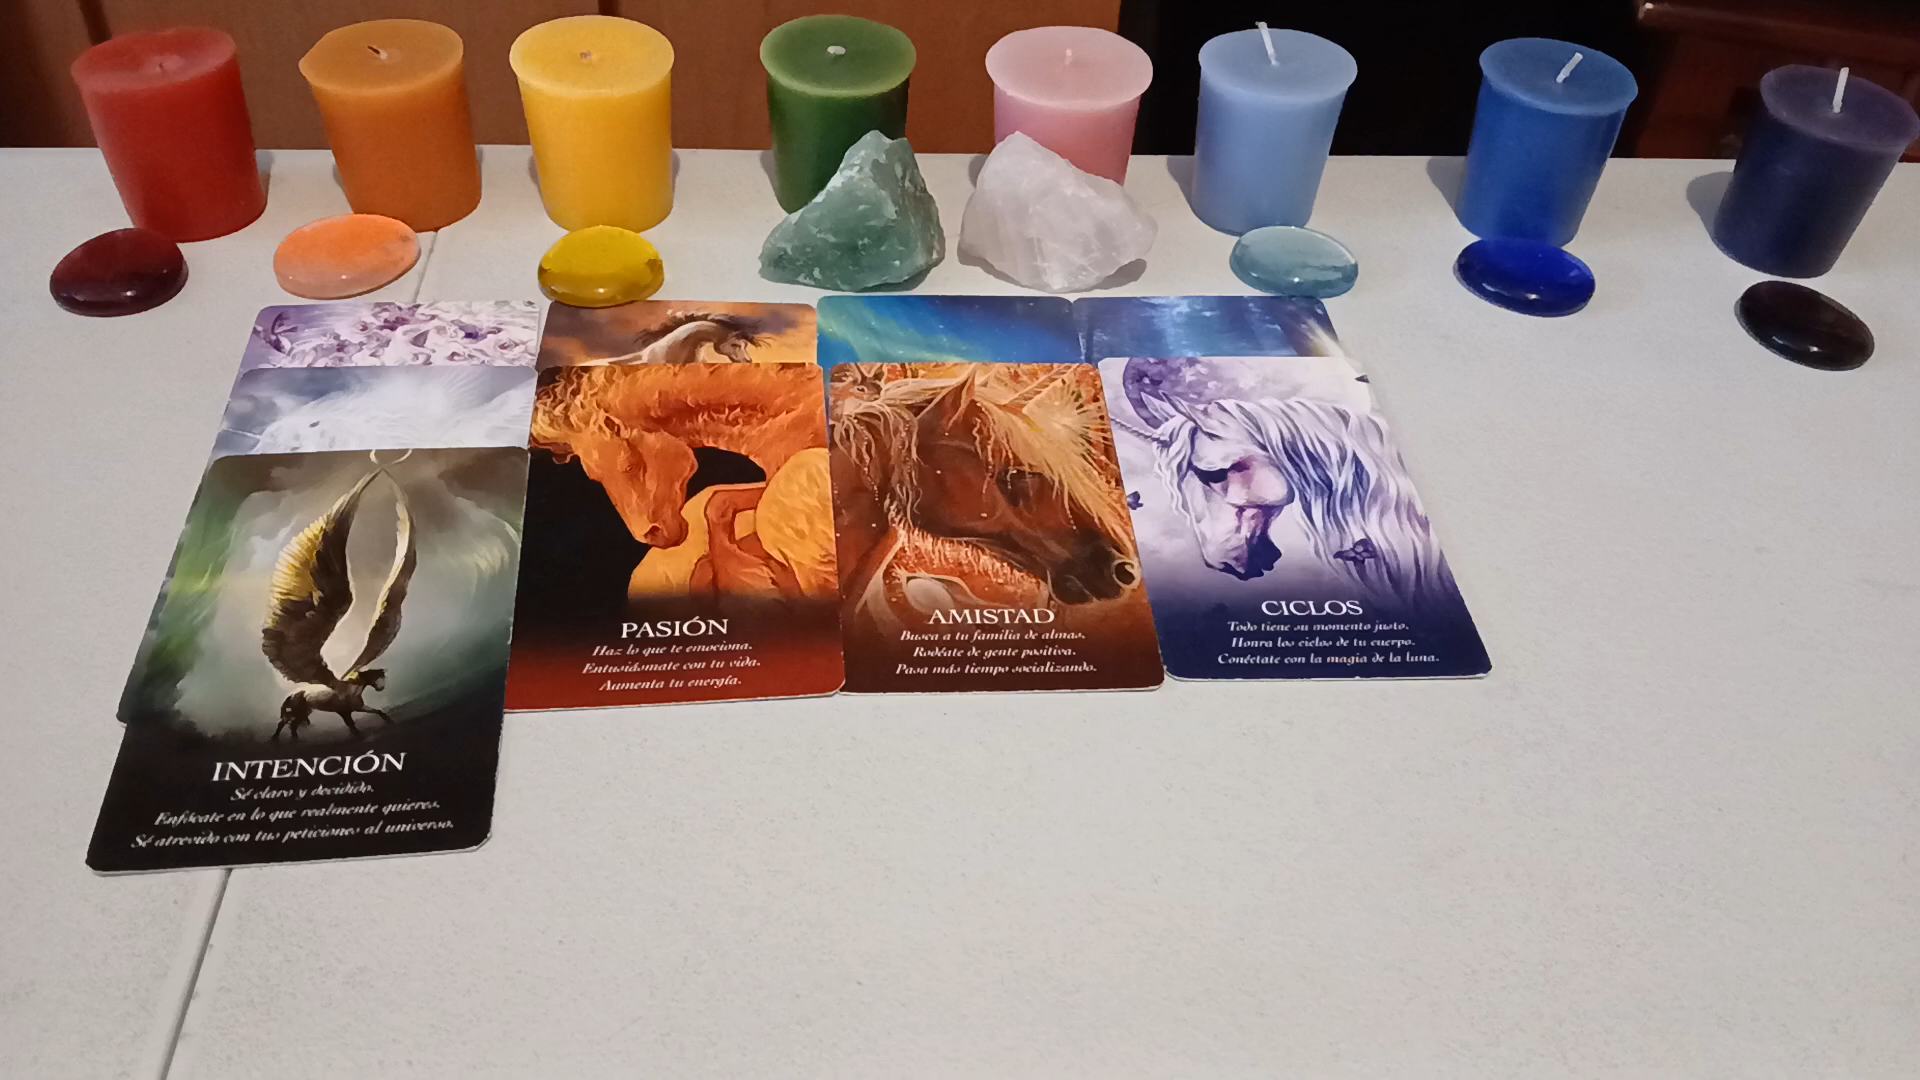 INTENCIÓN
Sé claro y decidido.
Enfócate en lo que realmente quieres.
Sé atrevido con tus peticiones al universo.
PASIÓN
Haz lo que te emociona.
Entusiásmate con tu vida.
Aumenta tu energía.
AMISTAD
Busca a tu familia de almas.
Rodéate de gente positiva.
Pasa más tiempo socializando.
CICLOS
Todo tiene su momento justo.
Honra los ciclos de tu cuerpo.
Conéctate con la magia de la luna.